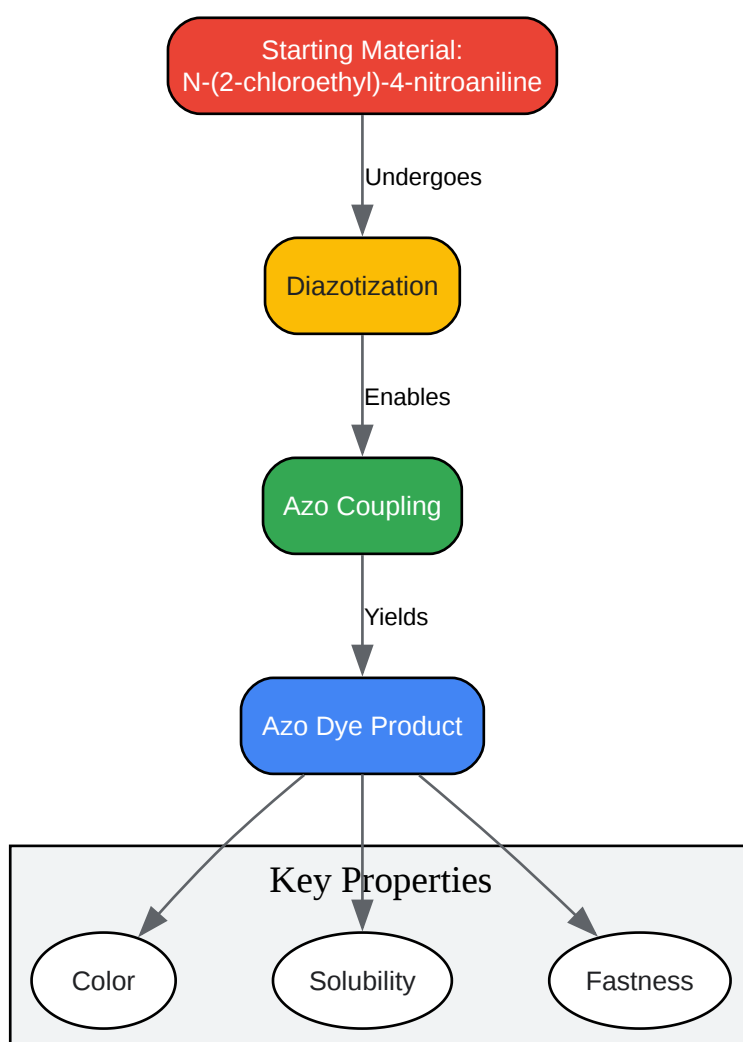 Starting Material:
N-(2-chloroethyl)-4-nitroaniline
Undergoes
Diazotization
Enables
Azo Coupling
Yields
Azo Dye Product
Key Properties
Color
Solubility
Fastness